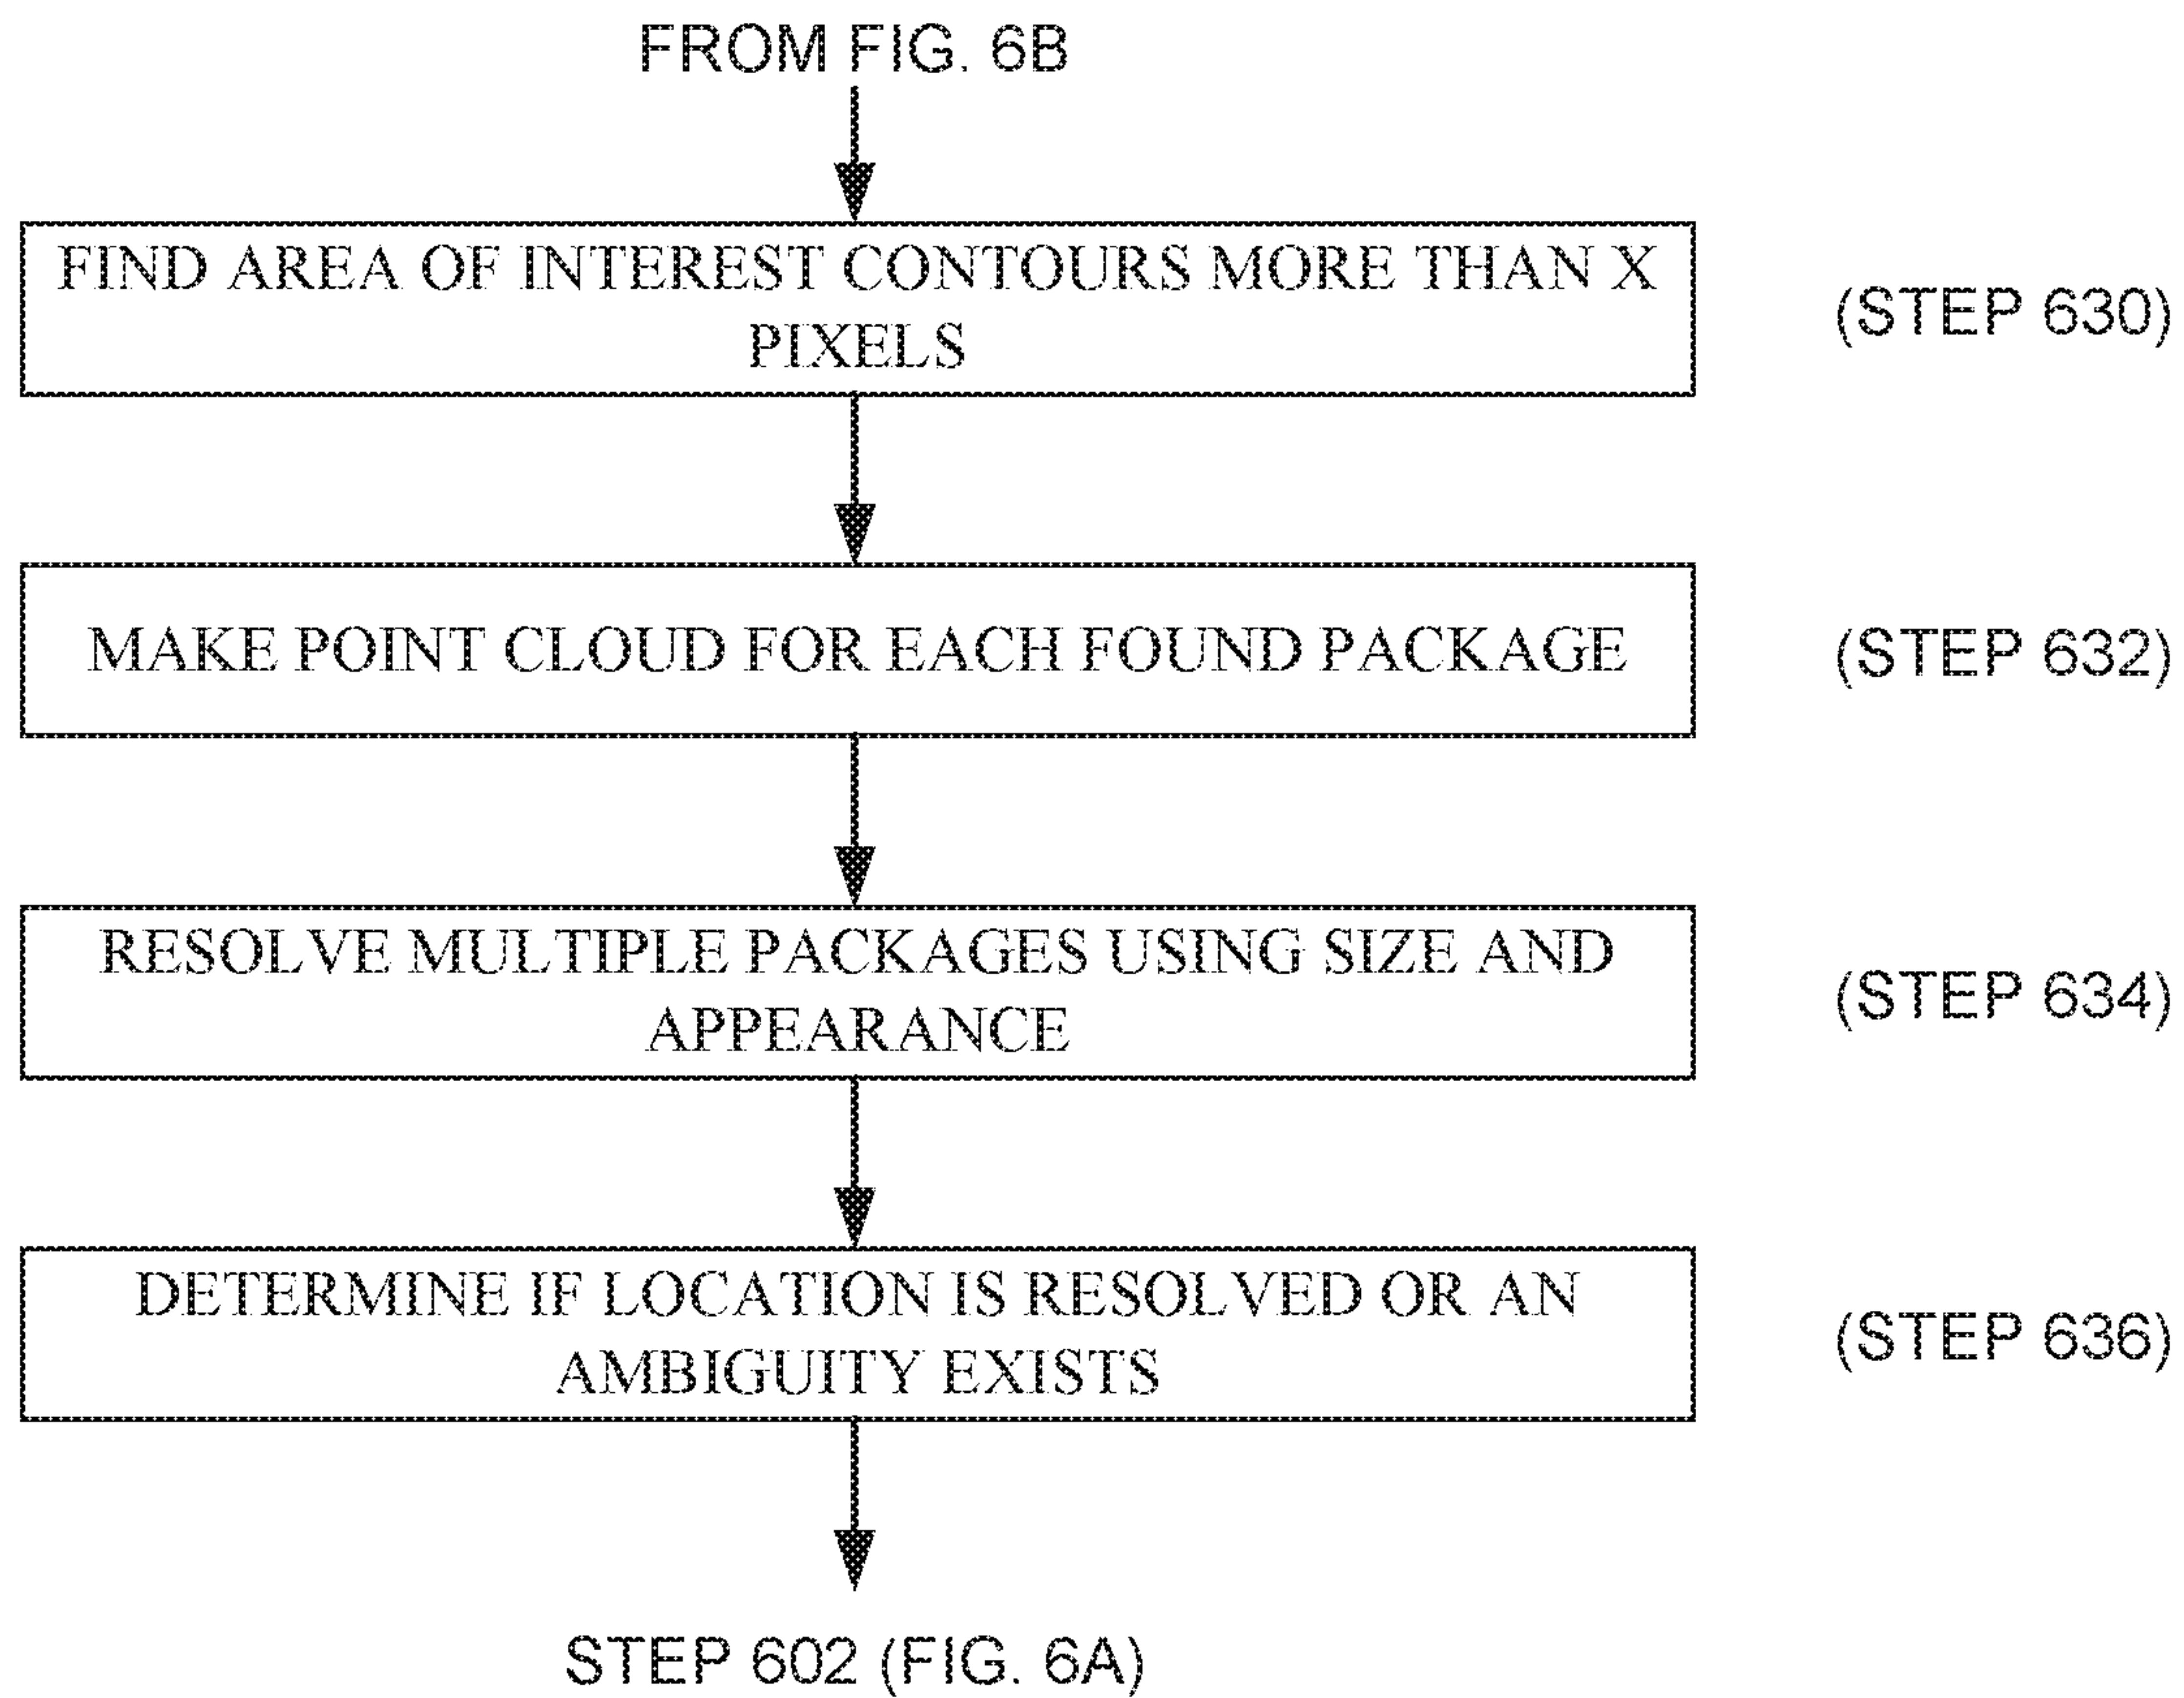 FROM FIG. 6B
FIND AREA OF INTEREST CONTOURS MORE THAN X
PIXELS
(STEP 630)
MAKE POINT CLOUD FOR EACH FOUND PACKAGE
(STEP 632)
RESOLVE MULTIPLE PACKAGES USING SIZE AND
APPEARANCE
(STEP 634)
DETERMINE IF LOCATION IS RESOLVED OR AN
AMBIGUITY EXISTS
(STEP 636)
STEP 602 (FIG. 6A)